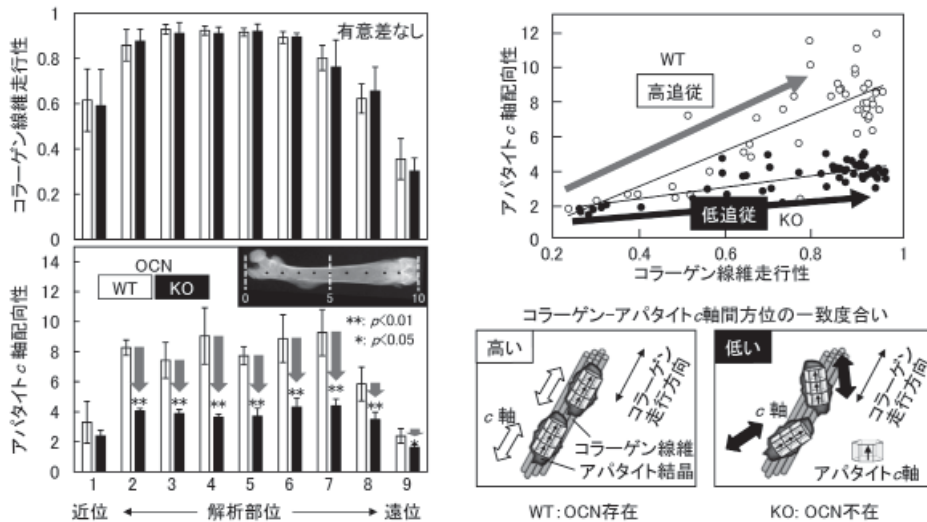 有意差なし
コラーゲン線維走行性
1
0.8
0.6
0.4
0.2
0
OCN
WT KO
0 5 10
**: p<0.01
*: p<0.05
アパタイトc軸配向性
14
12
10
8
6
4
2
0
** ** ** ** ** ** ** *
1 2 3 4 5 6 7 8 9
近位 解析部位 遠位
WT
高追従
低追従
KO
アパタイトc軸配向性
12
10
8
6
4
2
0
0.2 0.4 0.6 0.8 1
コラーゲン線維走行性
コラーゲン–アパタイトc軸間方位の一致度合い
高い
c軸
コラーゲン
走行方向
コラーゲン線維
アパタイト結晶
WT:OCN存在
低い
c軸
コラーゲン
走行方向
アパタイトc軸
KO:OCN不在